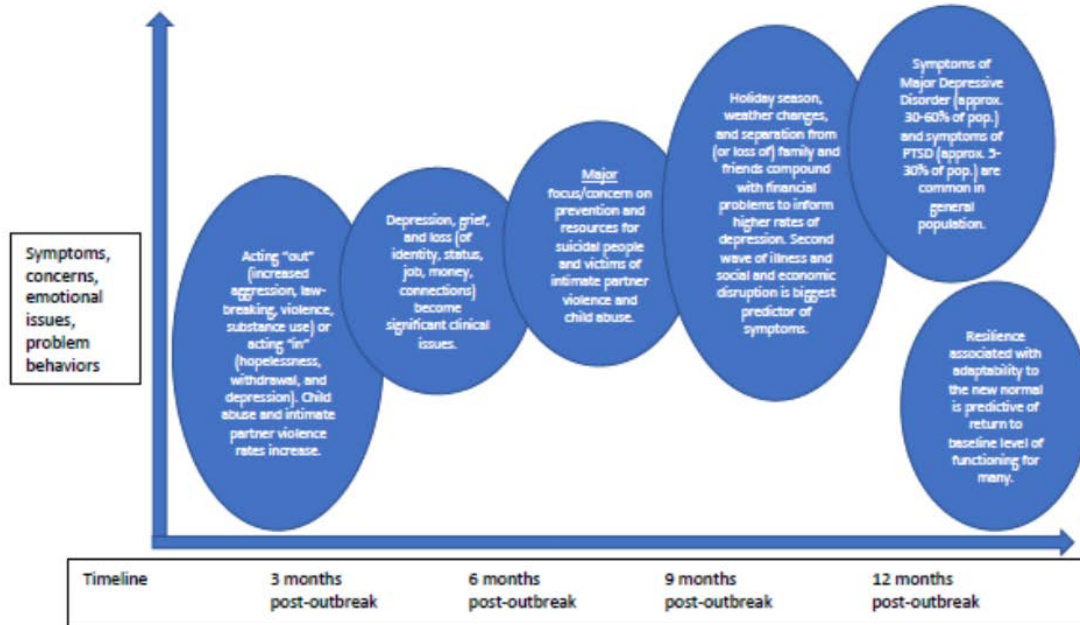 Symptoms,
concerns,
emotional
issues,
problem
behaviors
Acting "out"
(increased
aggression, law-
breaking, violence,
substance use) or
acting "in"
(hopelessness,
withdrawal, and
depression). Child
abuse and intimate
partner violence
rates increase.
Depression, grief,
and loss (of
identity, status,
job, money,
connections)
become
significant clinical
issues.
Major
focus/concern on
prevention and
resources for
suicidal people
and victims of
intimate partner
violence and
child abuse.
Holiday season,
weather changes,
and separation from
(or loss of) family and
friends compound
with financial
problems to inform
higher rates of
depression. Second
wave of illness and
social and economic
disruption is biggest
predictor of
symptoms.
Symptoms of
Major Depressive
Disorder (approx.
30-60% of pop.)
and symptoms of
PTSD (approx. 5-
30% of pop.) are
common in
general
population.
Resilience
associated with
adaptability to
the new normal
is predictive of
return to
baseline level of
functioning for
many.
Timeline
3 months
post-outbreak
6 months
post-outbreak
9 months
post-outbreak
12 months
post-outbreak